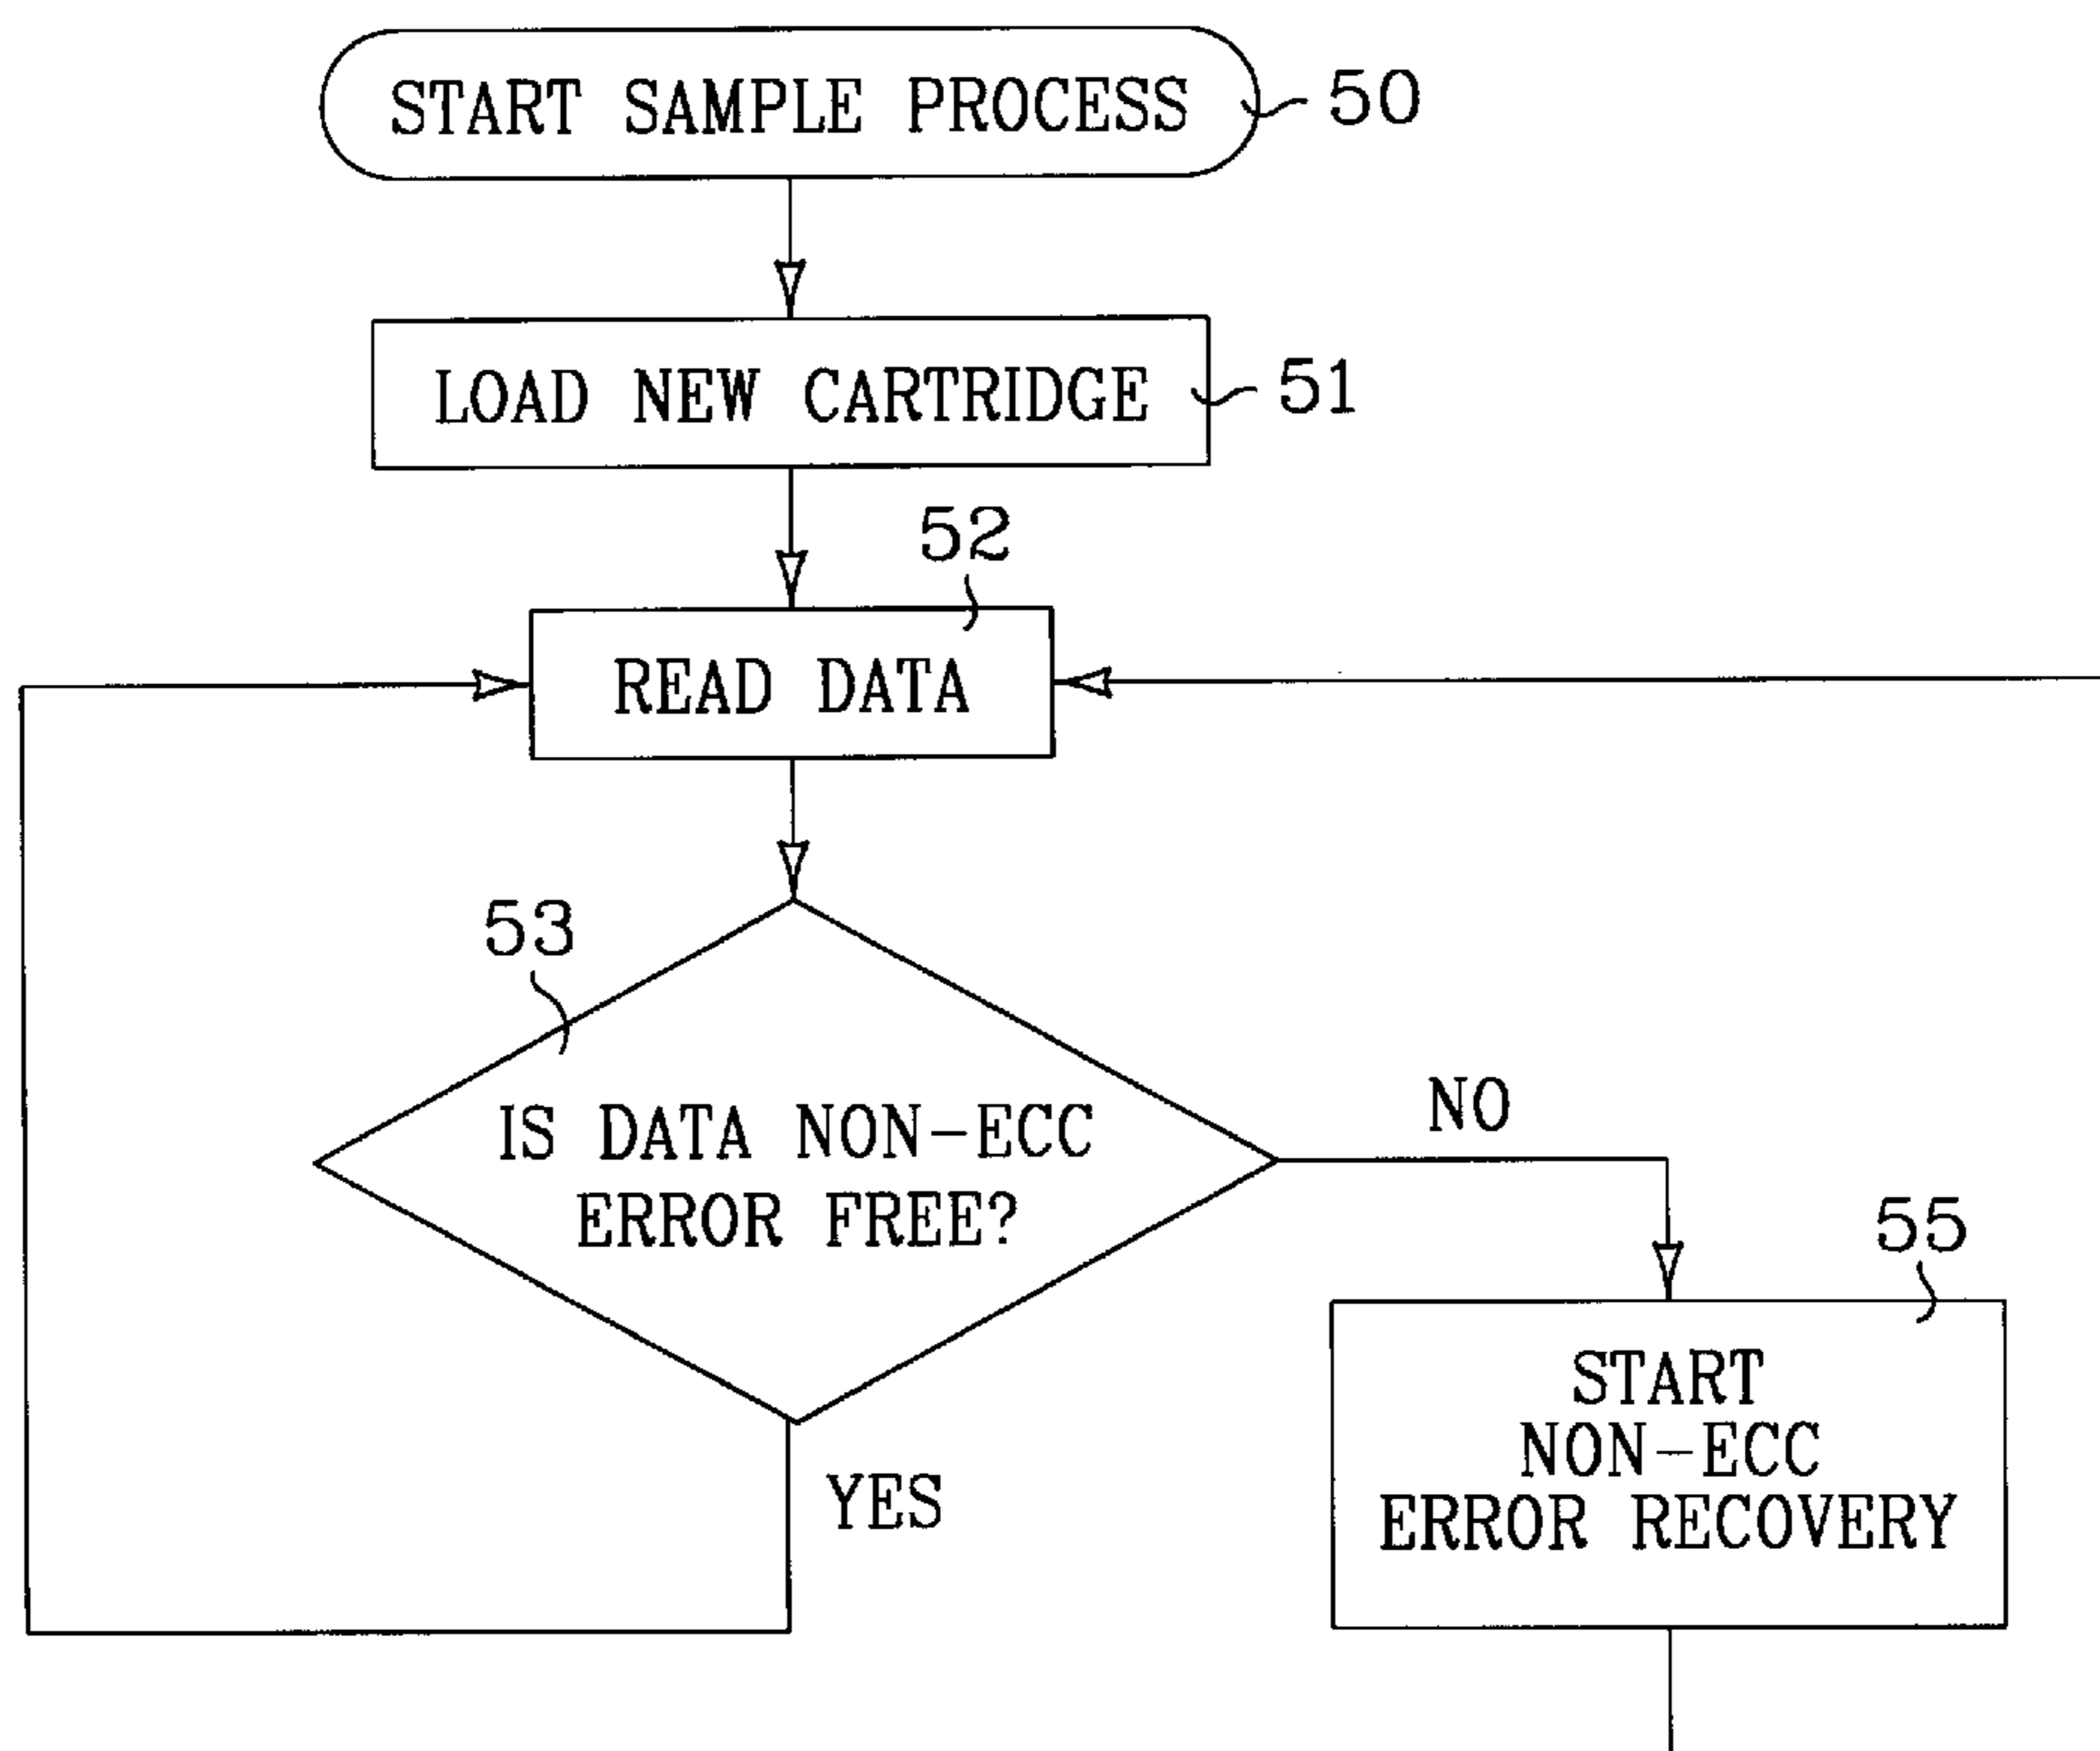 START SAMPLE PROCESS
50
LOAD NEW CARTRIDGE
51
52
READ DATA
53
IS DATA NON-ECC
ERROR FREE?
NO
YES
55
START
NON-ECC
ERROR RECOVERY